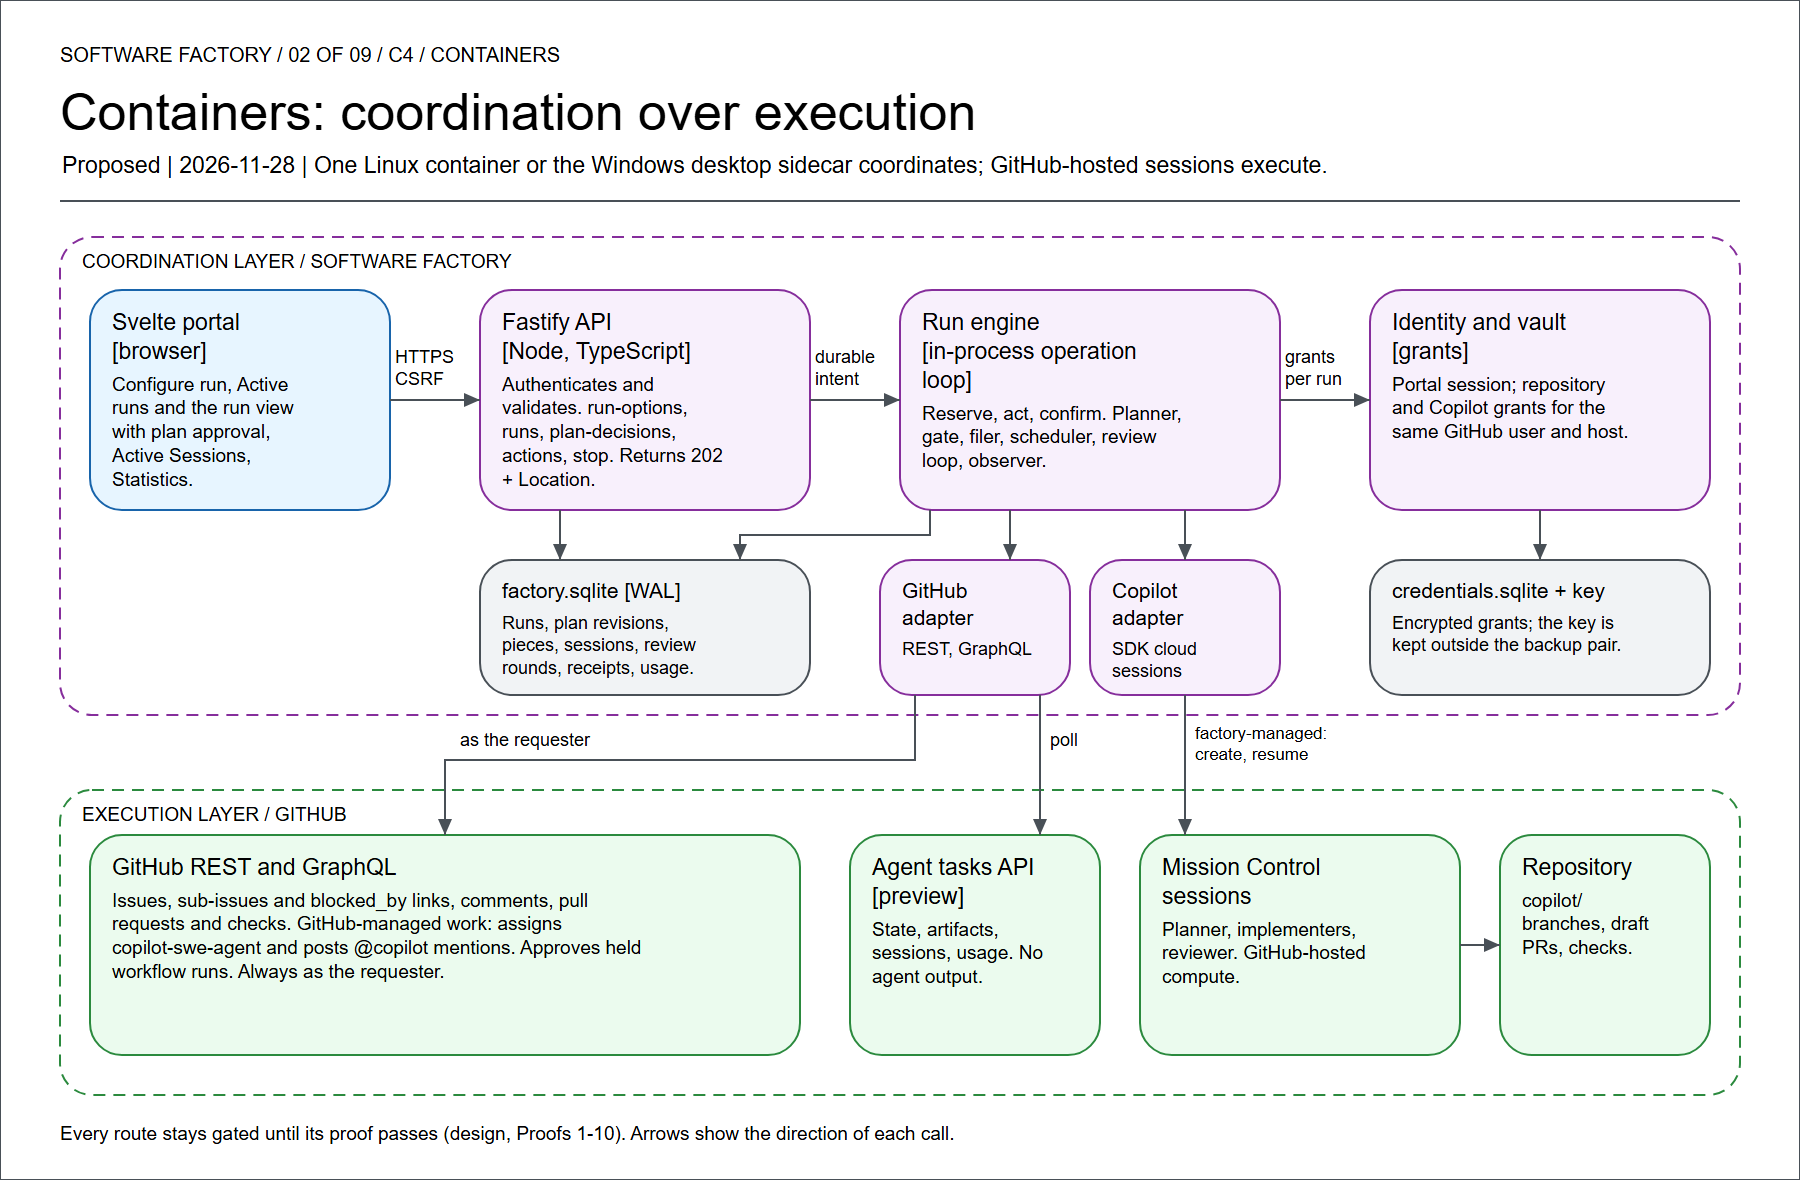 SOFTWARE FACTORY / 02 OF 09 / C4 / CONTAINERS
Containers: coordination over execution
Proposed | 2026-11-28 | One Linux container or the Windows desktop sidecar coordinates; GitHub-hosted sessions execute.
COORDINATION LAYER / SOFTWARE FACTORY
Svelte portal
[browser]
Configure run, Active
runs and the run view
with plan approval,
Active Sessions,
Statistics.
HTTPS
CSRF
Fastify API
[Node, TypeScript]
Authenticates and
validates. run-options,
runs, plan-decisions,
actions, stop. Returns 202
+ Location.
durable
intent
Run engine
[in-process operation
loop]
Reserve, act, confirm. Planner,
gate, filer, scheduler, review
loop, observer.
grants
per run
Identity and vault
[grants]
Portal session; repository
and Copilot grants for the
same GitHub user and host.
factory.sqlite [WAL]
Runs, plan revisions,
pieces, sessions, review
rounds, receipts, usage.
GitHub
adapter
REST, GraphQL
Copilot
adapter
SDK cloud
sessions
credentials.sqlite + key
Encrypted grants; the key is
kept outside the backup pair.
as the requester
poll
factory-managed:
create, resume
EXECUTION LAYER / GITHUB
GitHub REST and GraphQL
Issues, sub-issues and blocked_by links, comments, pull
requests and checks. GitHub-managed work: assigns
copilot-swe-agent and posts @copilot mentions. Approves held
workflow runs. Always as the requester.
Agent tasks API
[preview]
State, artifacts,
sessions, usage. No
agent output.
Mission Control
sessions
Planner, implementers,
reviewer. GitHub-hosted
compute.
Repository
copilot/
branches, draft
PRs, checks.
Every route stays gated until its proof passes (design, Proofs 1-10). Arrows show the direction of each call.